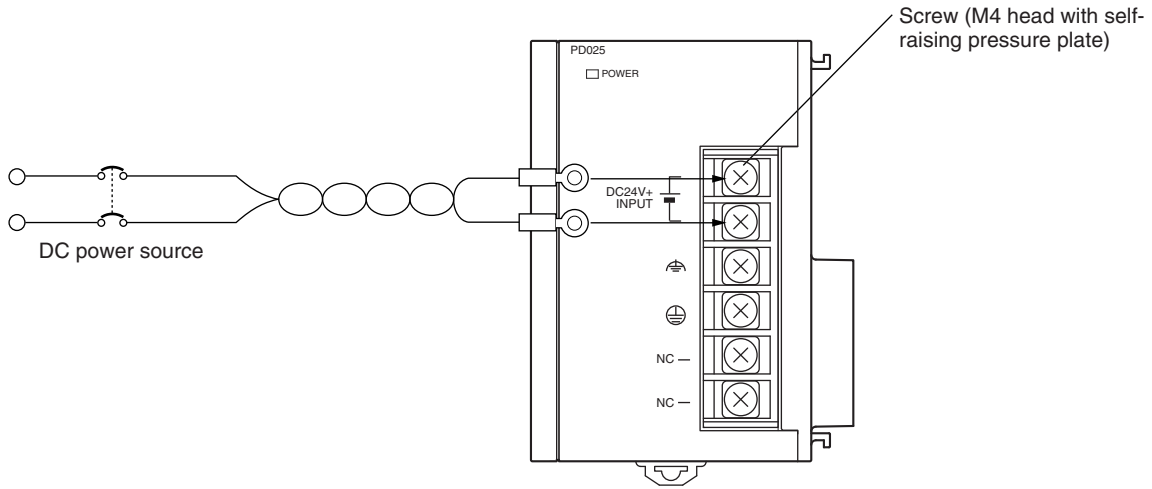 Screw (M4 head with self-
raising pressure plate)
PD025
POWER
DC24V+
INPUT
DC power source
NC
NC